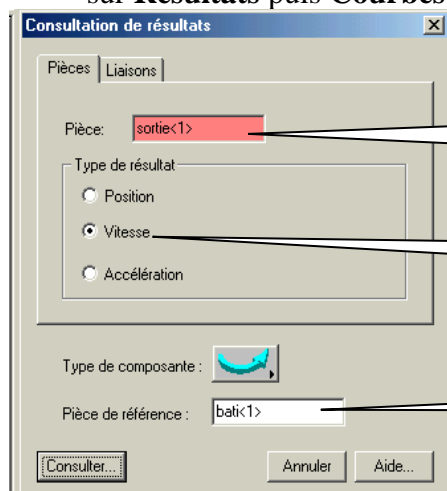 sur Résultats puis Courbes
Consultation de résultats
Pièces Liaisons
Pièce: sortie<1>
Type de résultat
Position
Vitesse
Accélération
Type de composante :
Pièce de référence : bati<1>
Consulter... Annuler Aide...